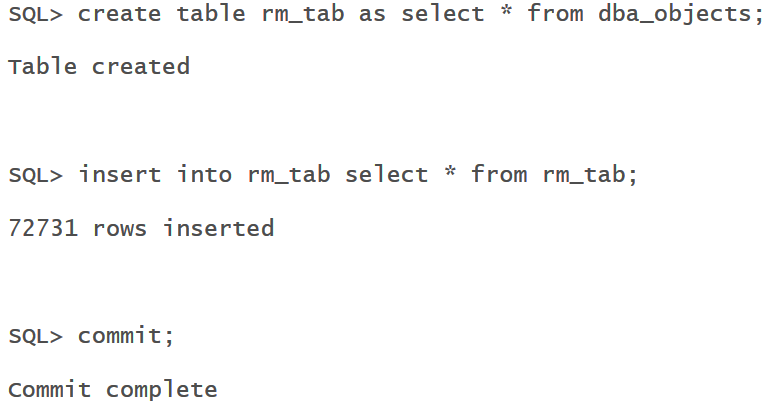 SQL> create table rm_tab as select * from dba_objects;
Table created
SQL> insert into rm_tab select * from rm_tab;
72731 rows inserted
SQL> commit;
Commit complete